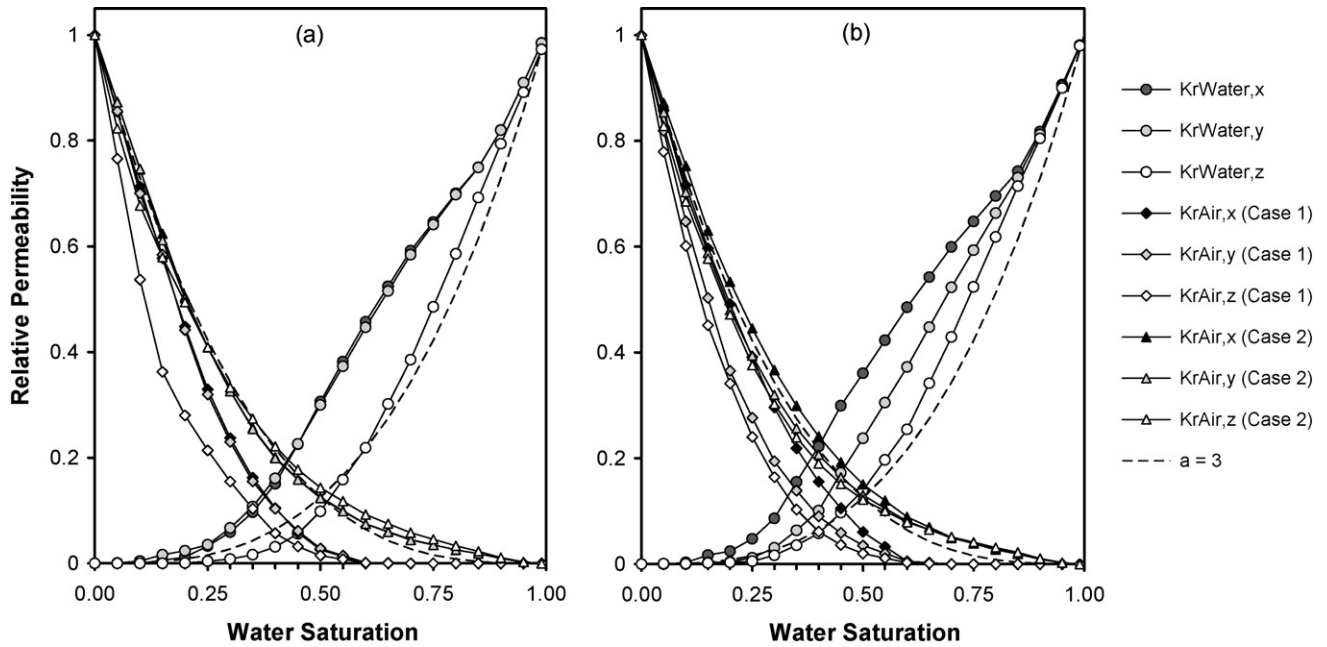 (a)
(b)
Relative Permeability
1
0.8
0.6
0.4
0.2
0
0.00
0.25
0.50
0.75
1.00
Water Saturation
1
0.8
0.6
0.4
0.2
0
0.00
0.25
0.50
0.75
1.00
Water Saturation
KrWater,x
KrWater,y
KrWater,z
KrAir,x (Case 1)
KrAir,y (Case 1)
KrAir,z (Case 1)
KrAir,x (Case 2)
KrAir,y (Case 2)
KrAir,z (Case 2)
a = 3